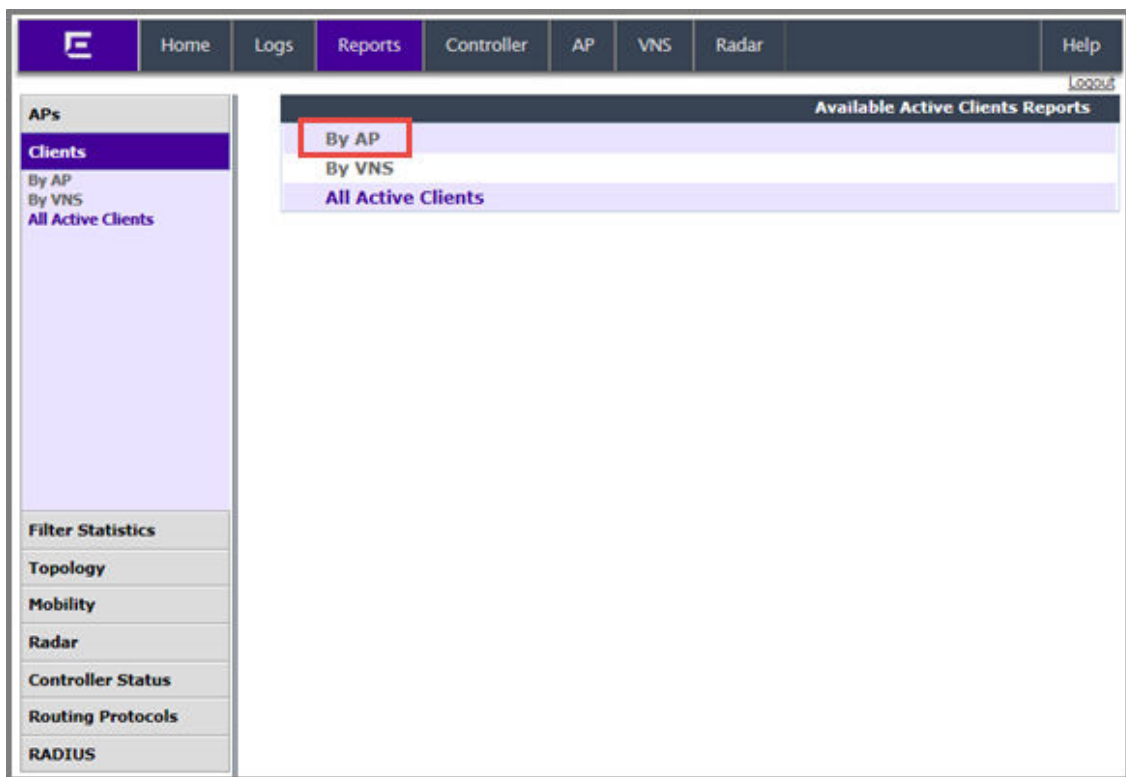 Home Logs Reports Controller AP VNS Radar Help
Logout
APs
Clients
By AP
By VNS
All Active Clients
Filter Statistics
Topology
Mobility
Radar
Controller Status
Routing Protocols
RADIUS
Available Active Clients Reports
By AP
By VNS
All Active Clients